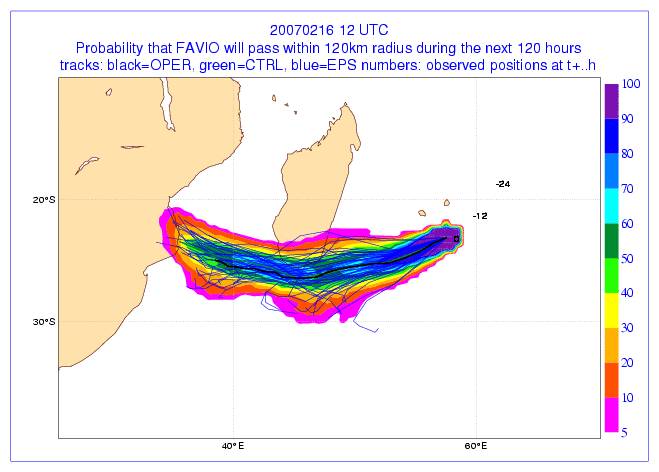 20070216 12 UTC
Probability that FAVIO will pass within 120km radius during the next 120 hours
tracks: black=OPER, green=CTRL, blue=EPS numbers: observed positions at t+..h
100
90
80
70
60
50
40
30
20
10
5
20°S
30°S
40°E
60°E
-24
-12
0